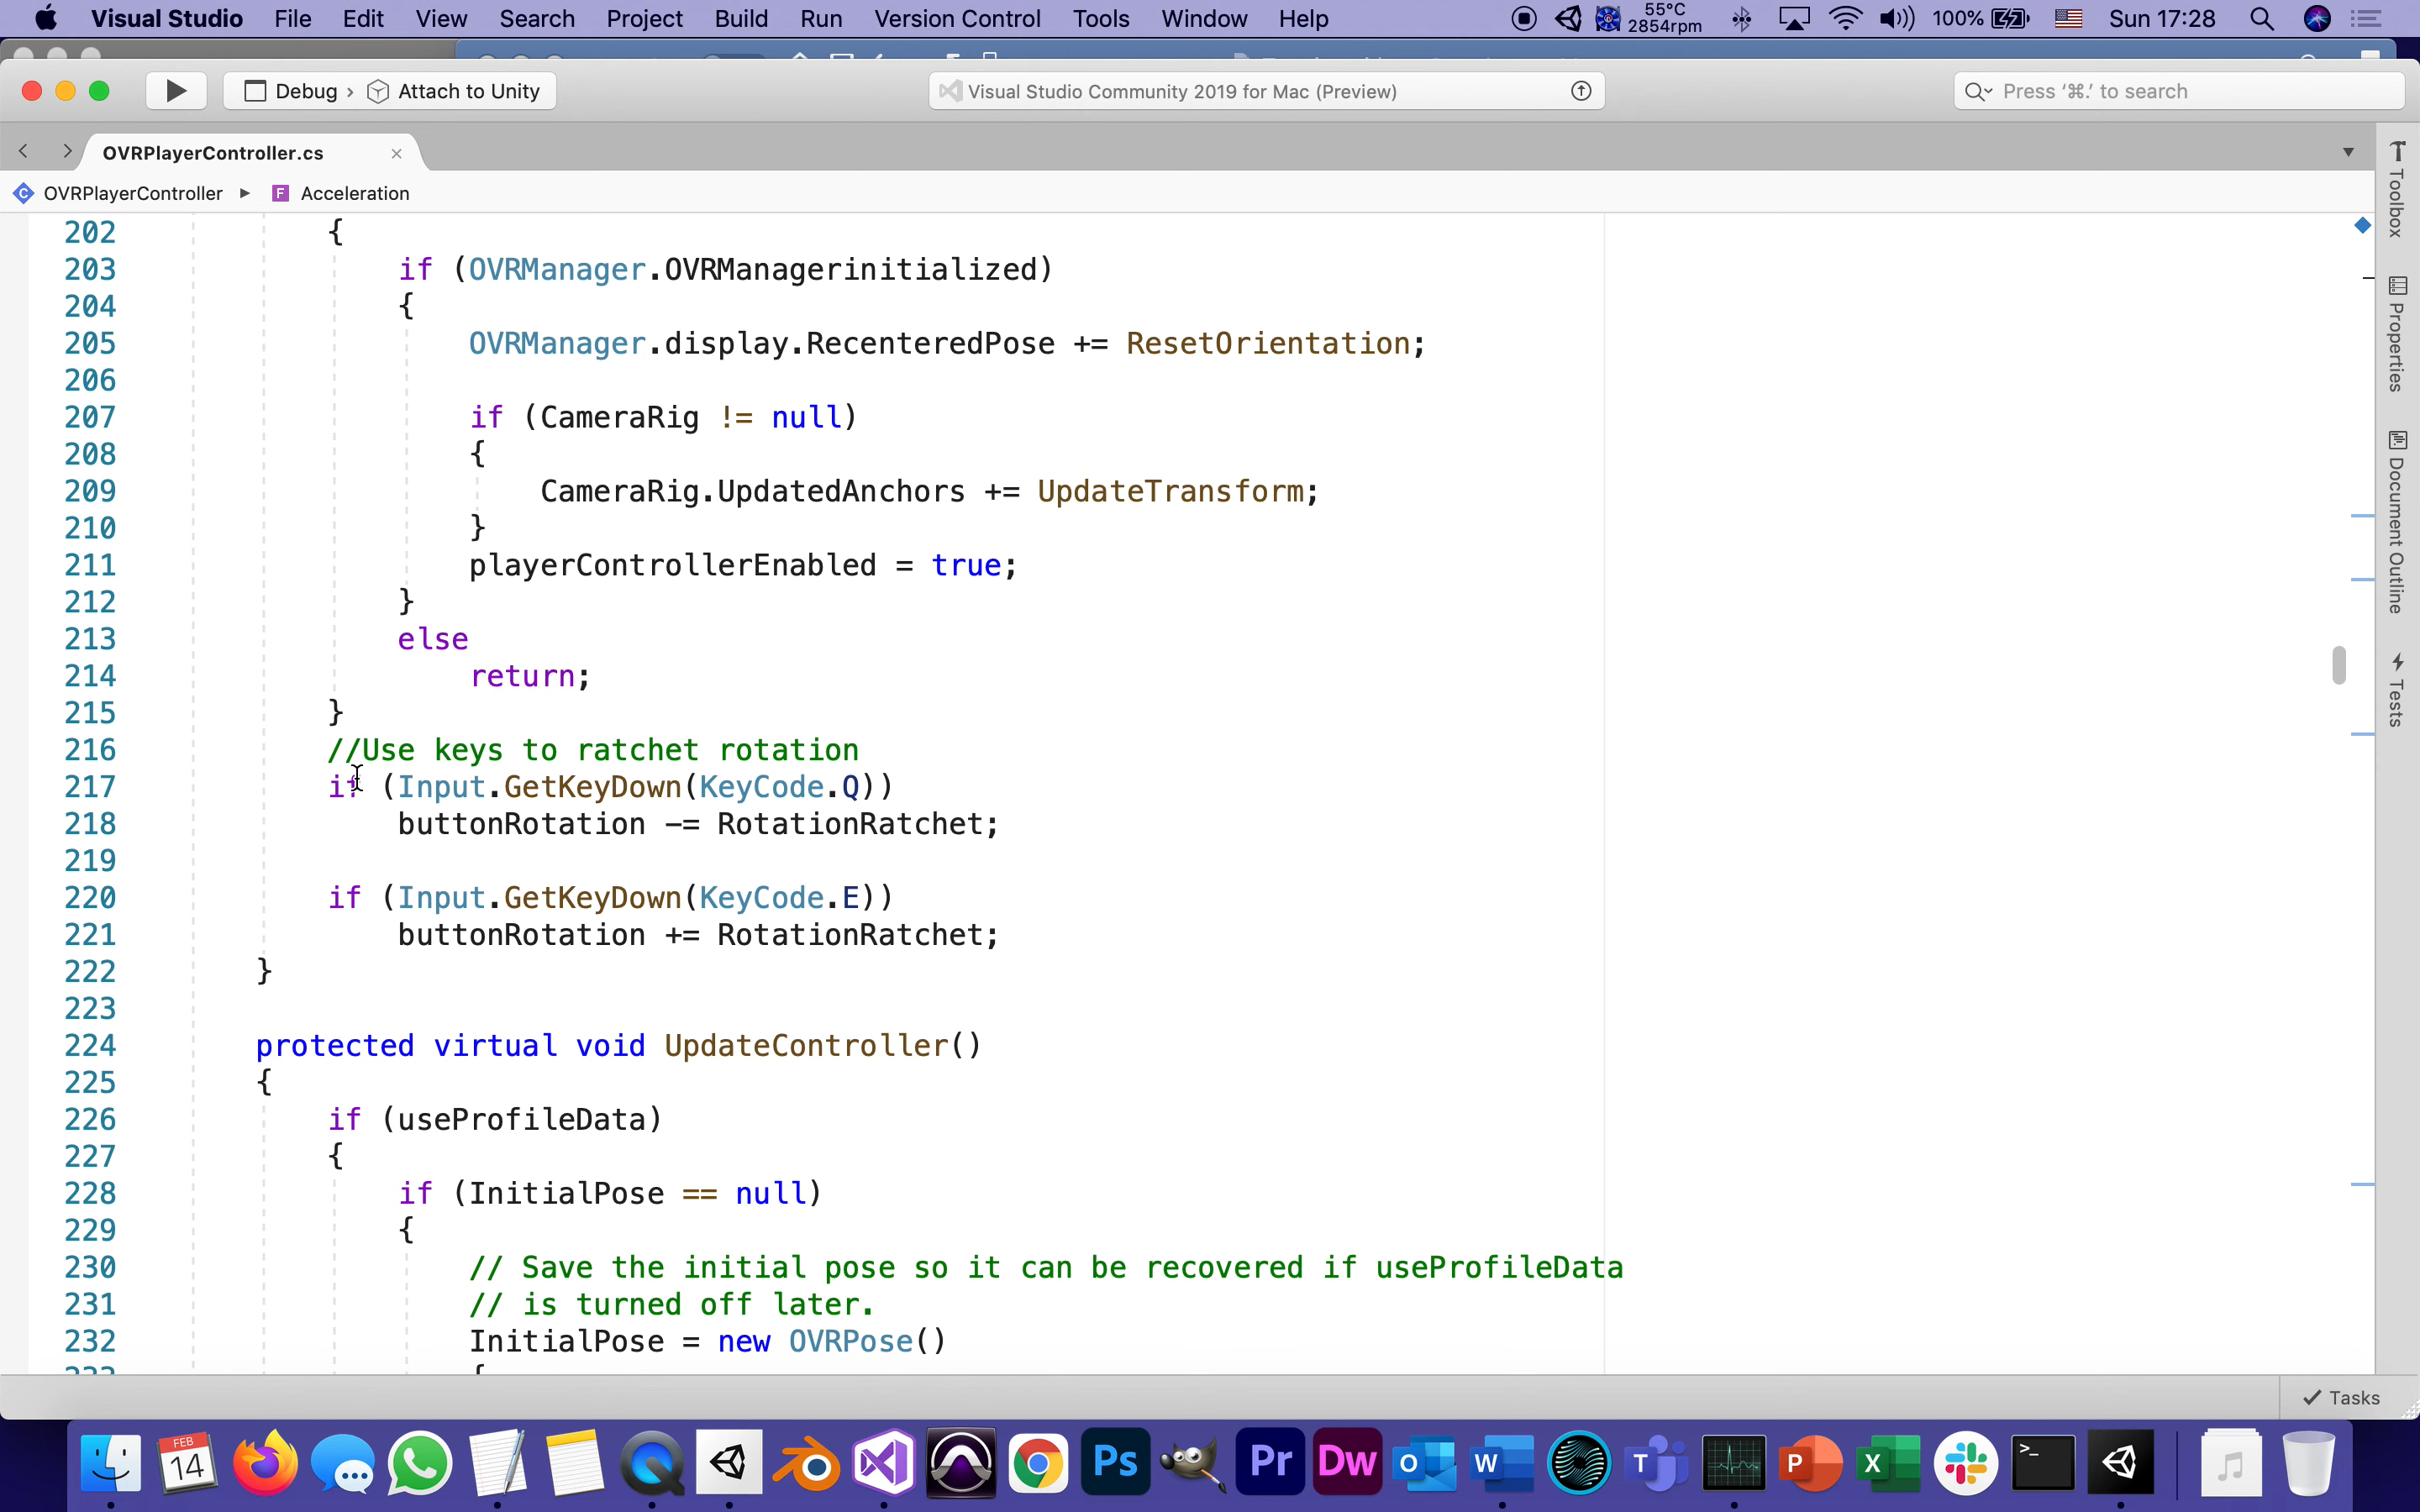 Visual Studio File Edit View Search Project Build Run Version Control Tools Window Help 55°C 2854rpm 100% Sun 17:28
Debug › Attach to Unity Visual Studio Community 2019 for Mac (Preview) Press ‘⌘.’ to search
OVRPlayerController.cs
OVRPlayerController ▸ F Acceleration
202 {
203 if (OVRManager.OVRManagerinitialized)
204 {
205 OVRManager.display.RecenteredPose += ResetOrientation;
206
207 if (CameraRig != null)
208 {
209 CameraRig.UpdatedAnchors += UpdateTransform;
210 }
211 playerControllerEnabled = true;
212 }
213 else
214 return;
215 }
216 //Use keys to ratchet rotation
217 if (Input.GetKeyDown(KeyCode.Q))
218 buttonRotation -= RotationRatchet;
219
220 if (Input.GetKeyDown(KeyCode.E))
221 buttonRotation += RotationRatchet;
222 }
223
224 protected virtual void UpdateController()
225 {
226 if (useProfileData)
227 {
228 if (InitialPose == null)
229 {
230 // Save the initial pose so it can be recovered if useProfileData
231 // is turned off later.
232 InitialPose = new OVRPose()
233 {
Toolbox
Properties
Document Outline
Tests
Tasks
FEB
14
Ps
Pr
Dw
O
W
T
P
X
>_